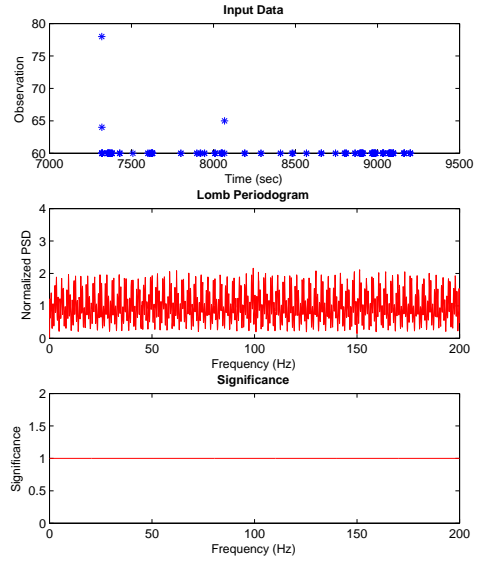 Input Data
80
75
70
65
60
Observation
7000 7500 8000 8500 9000 9500
Time (sec)
Lomb Periodogram
4
3
2
1
0
Normalized PSD
0 50 100 150 200
Frequency (Hz)
Significance
2
1.5
1
0.5
0
Significance
0 50 100 150 200
Frequency (Hz)